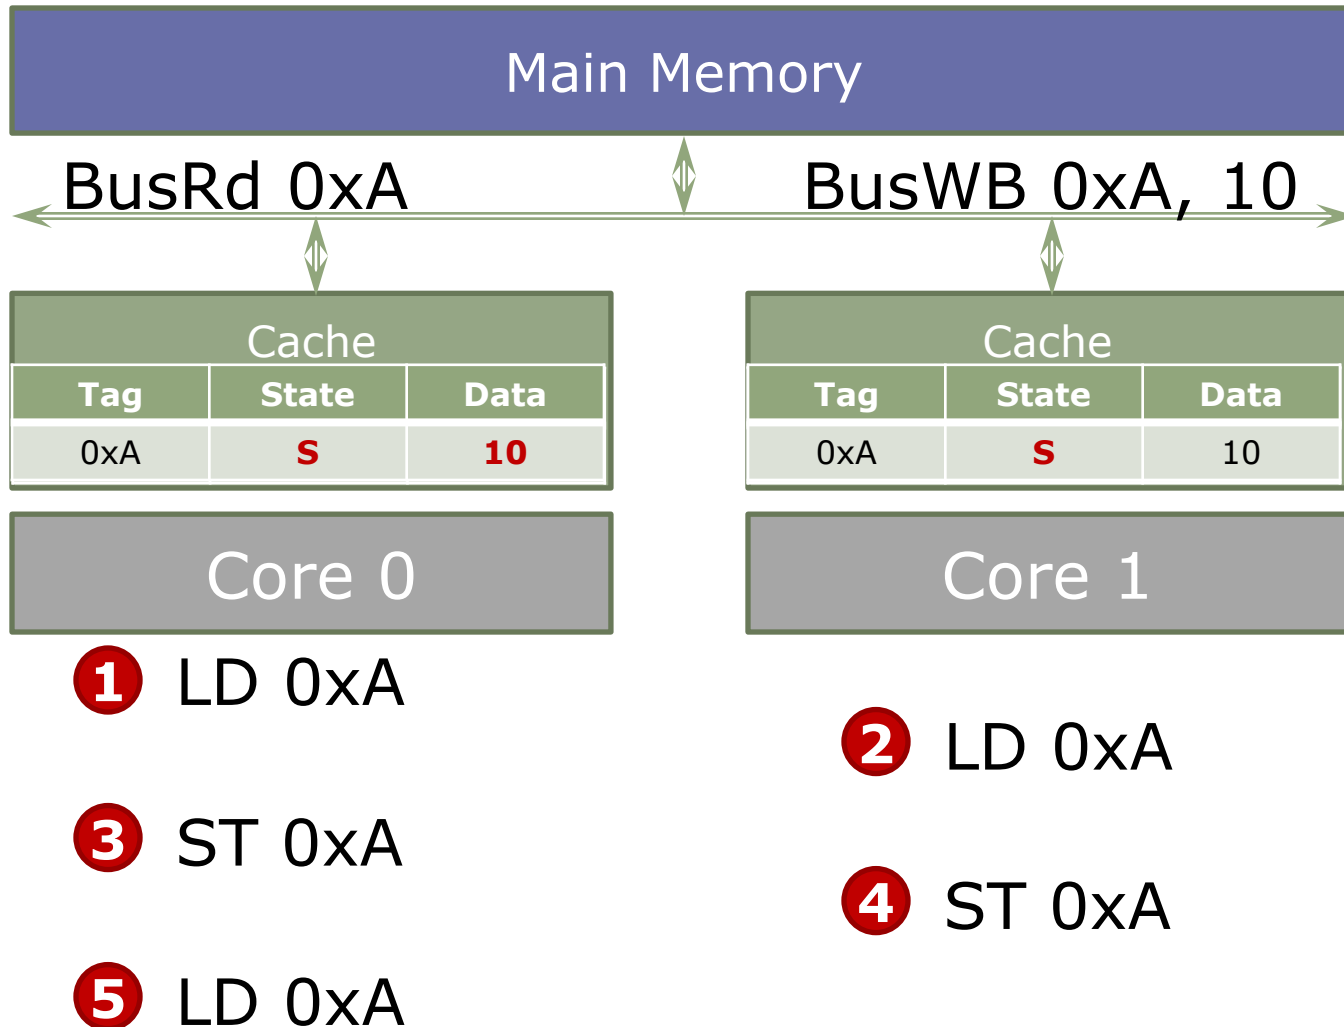 Main Memory
BusRd 0xA
BusWB 0xA, 10
Cache
Tag State Data
0xA S 10
Cache
Tag State Data
0xA S 10
Core 0
Core 1
1 LD 0xA
2 LD 0xA
3 ST 0xA
4 ST 0xA
5 LD 0xA